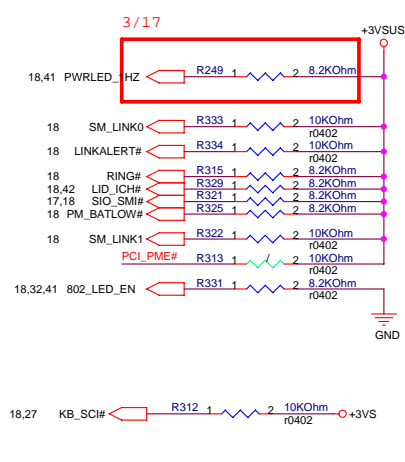 3/17
+3VSUS
18,41 PWRLED_1HZ R249 1 2 8.2KOhm
18 SM_LINK0 R333 1 2 10KOhm
r0402
18 LINKALERT# R334 1 2 10KOhm
r0402
18 RING# R315 1 2 8.2KOhm
18,42 LID_ICH# R329 1 2 8.2KOhm
17,18 SIO_SMI# R321 1 2 8.2KOhm
18 PM_BATLOW# R325 1 2 8.2KOhm
18 SM_LINK1 R322 1 2 10KOhm
r0402
PCI_PME# R313 1 2 10KOhm
r0402
18,32,41 802_LED_EN R331 1 2 8.2KOhm
r0402
GND
18,27 KB_SCI# R312 1 2 10KOhm +3VS
r0402